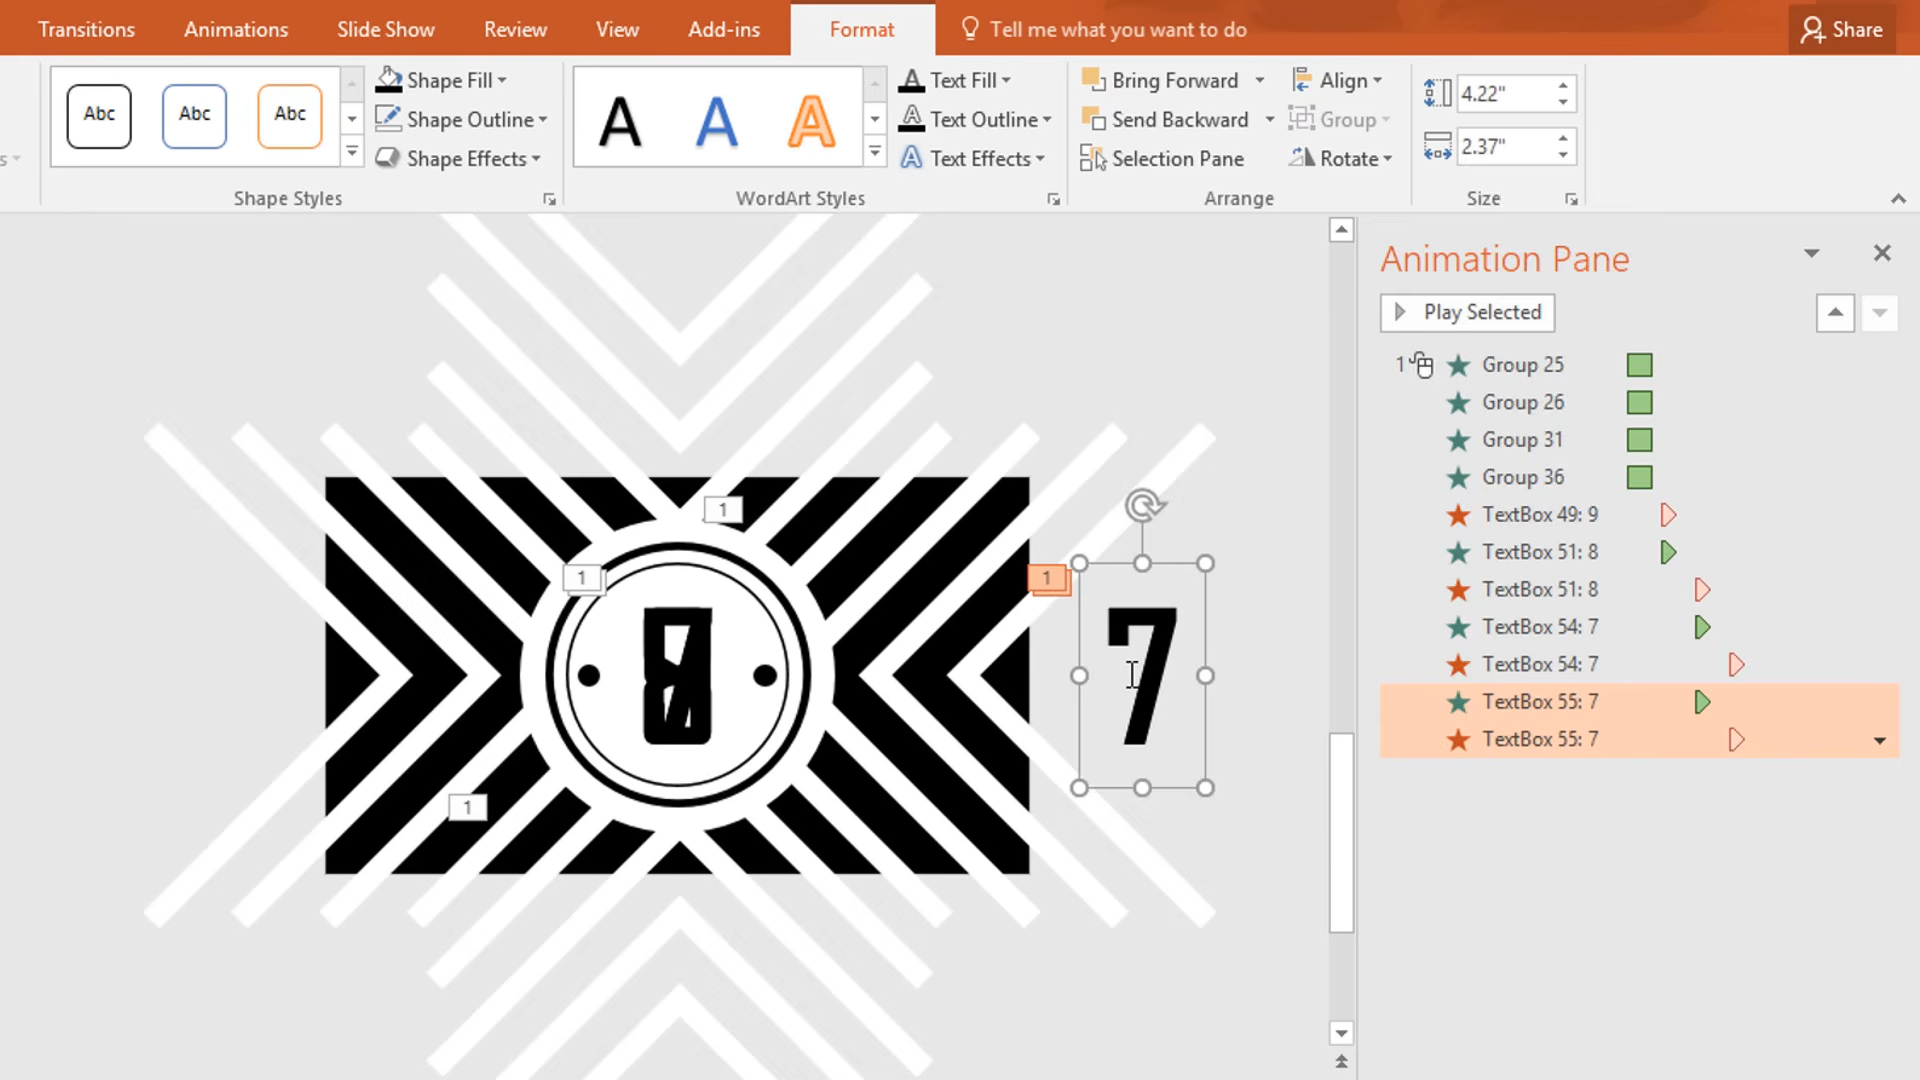 Transitions Animations Slide Show Review View Add-ins Format Tell me what you want to do Share
Abc Abc Abc
Shape Fill
Shape Outline
Shape Effects
Shape Styles
A A A
Text Fill
Text Outline
Text Effects
WordArt Styles
Bring Forward
Send Backward
Selection Pane
Align
Group
Rotate
Arrange
4.22"
2.37"
Size
1
1
1
1
7
Animation Pane
Play Selected
1 Group 25
Group 26
Group 31
Group 36
TextBox 49: 9
TextBox 51: 8
TextBox 51: 8
TextBox 54: 7
TextBox 54: 7
TextBox 55: 7
TextBox 55: 7